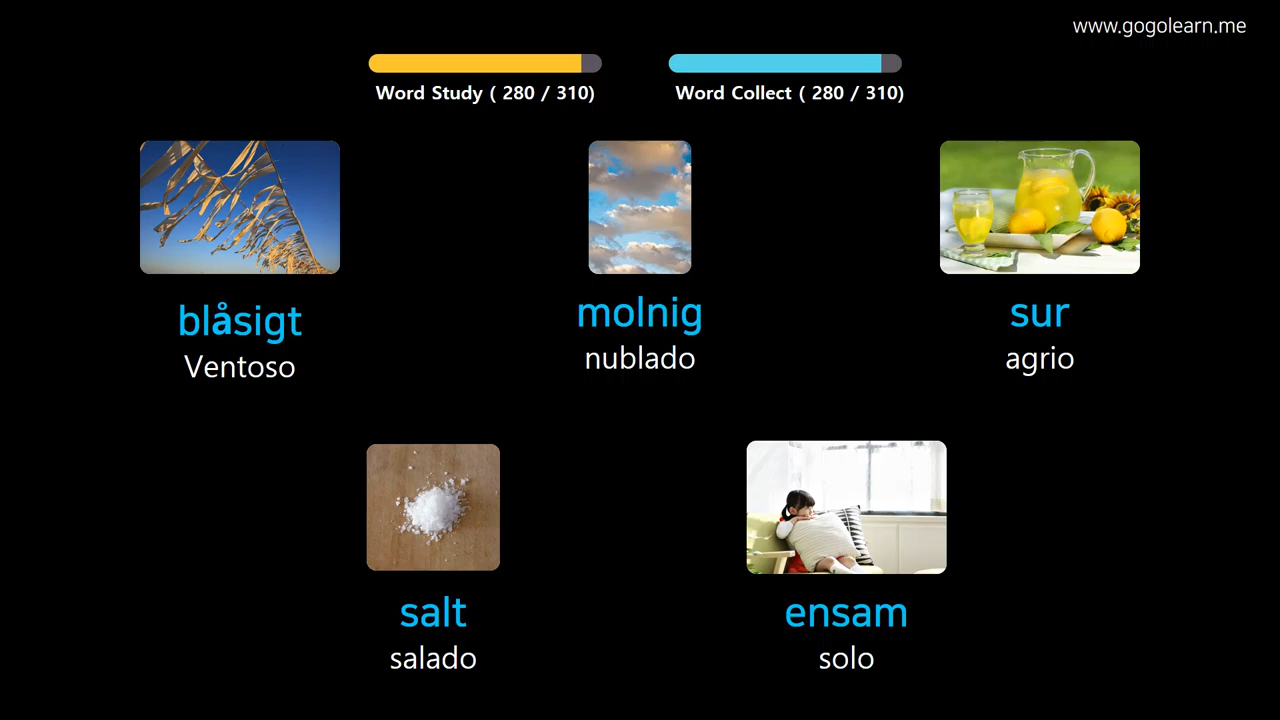 www.gogolearn.me
Word Study ( 280 / 310)
Word Collect ( 280 / 310)
blåsigt
Ventoso
molnig
nublado
sur
agrio
salt
salado
ensam
solo